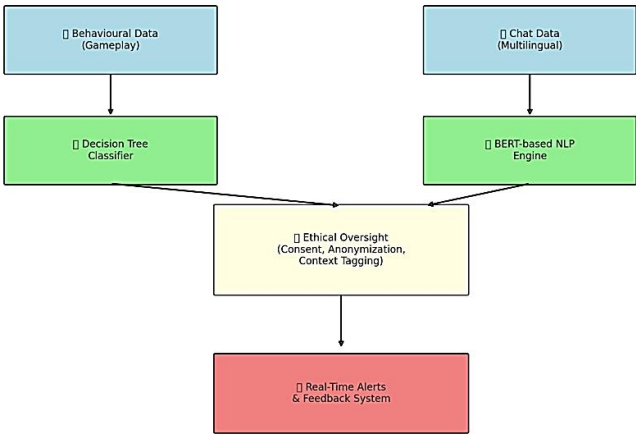 Behavioural Data
(Gameplay)
Chat Data
(Multilingual)
Decision Tree
Classifier
BERT-based NLP
Engine
Ethical Oversight
(Consent, Anonymization,
Context Tagging)
Real-Time Alerts
& Feedback System